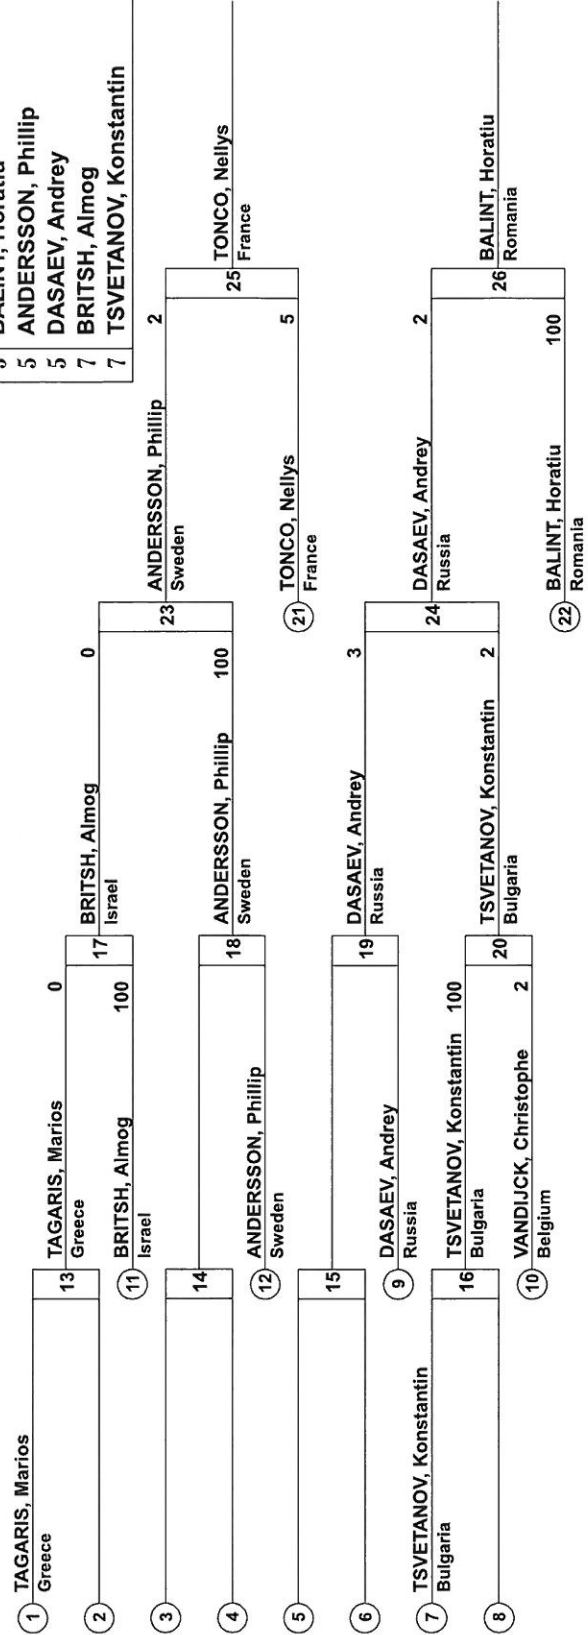 BALINT, Horatiu
5 ANDERSSON, Phillip
5 DASAEV, Andrey
7 BRITSH, Almog
7 TSVETANOV, Konstantin
1
TAGARIS, Marios
Greece
2
13
TAGARIS, Marios
Greece
0
11
BRITSH, Almog
Israel
100
17
BRITSH, Almog
Israel
0
3
4
14
12
ANDERSSON, Phillip
Sweden
18
ANDERSSON, Phillip
Sweden
100
23
ANDERSSON, Phillip
Sweden
2
21
TONCO, Nellys
France
5
25
TONCO, Nellys
France
5
6
15
9
DASAEV, Andrey
Russia
19
DASAEV, Andrey
Russia
3
7
TSVETANOV, Konstantin
Bulgaria
8
16
TSVETANOV, Konstantin
Bulgaria
100
10
VANDIJCK, Christophe
Belgium
2
20
TSVETANOV, Konstantin
Bulgaria
2
24
DASAEV, Andrey
Russia
2
22
BALINT, Horatiu
Romania
100
26
BALINT, Horatiu
Romania